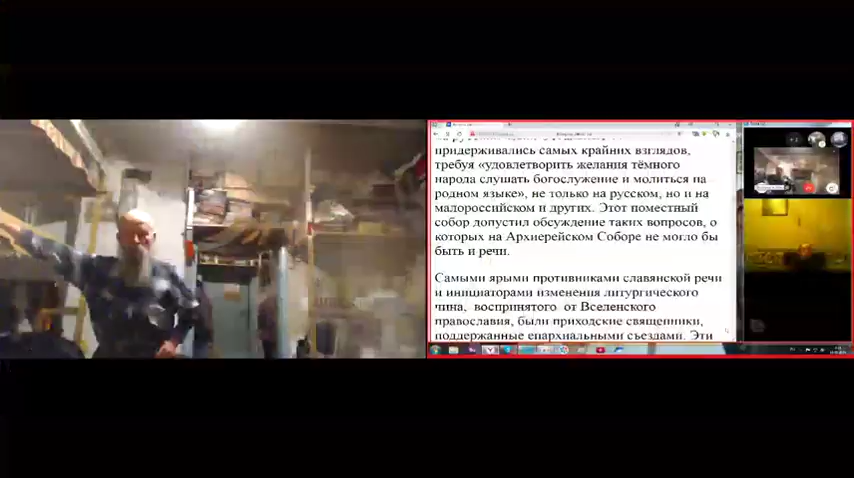 придерживались самых крайних взглядов,
требуя «удовлетворить желания тёмного
народа слушать богослужение и молиться на
родном языке», не только на русском, но и на
малороссийском и других. Этот поместный
собор допустил обсуждение таких вопросов, о
которых на Архиерейском Соборе не могло бы
быть и речи.
Самыми ярыми противниками славянской речи
и инициаторами изменения литургического
чина, воспринятого от Вселенского
православия, были приходские священники,
поддержанные епархиальными съездами. Эти